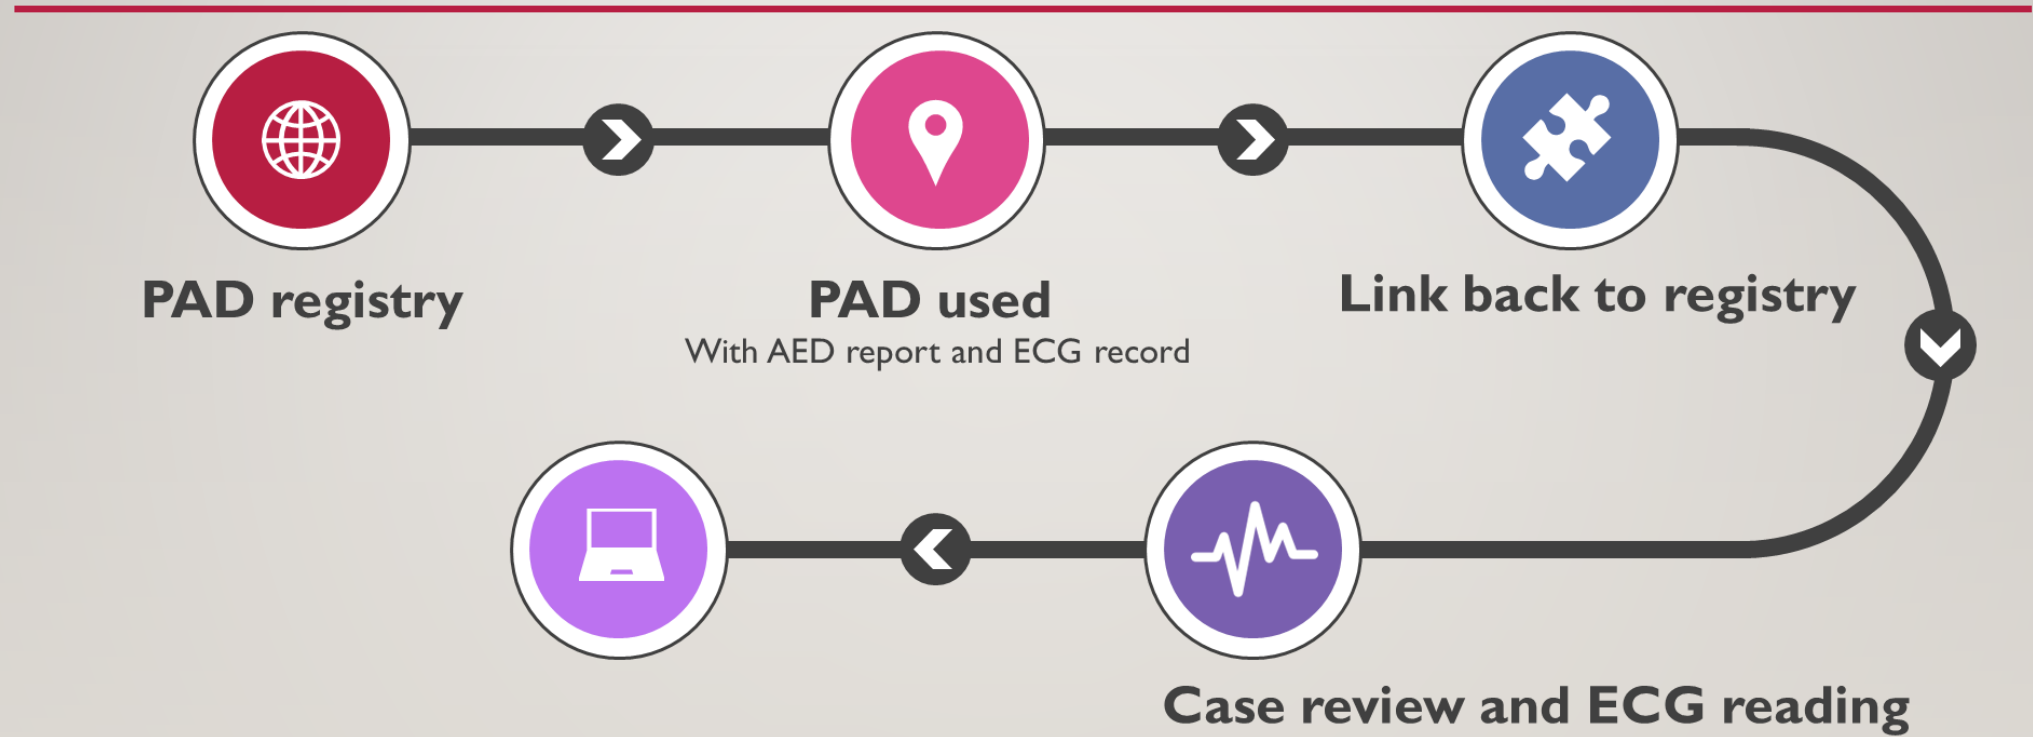 PAD registry
PAD used
With AED report and ECG record
Link back to registry
Case review and ECG reading